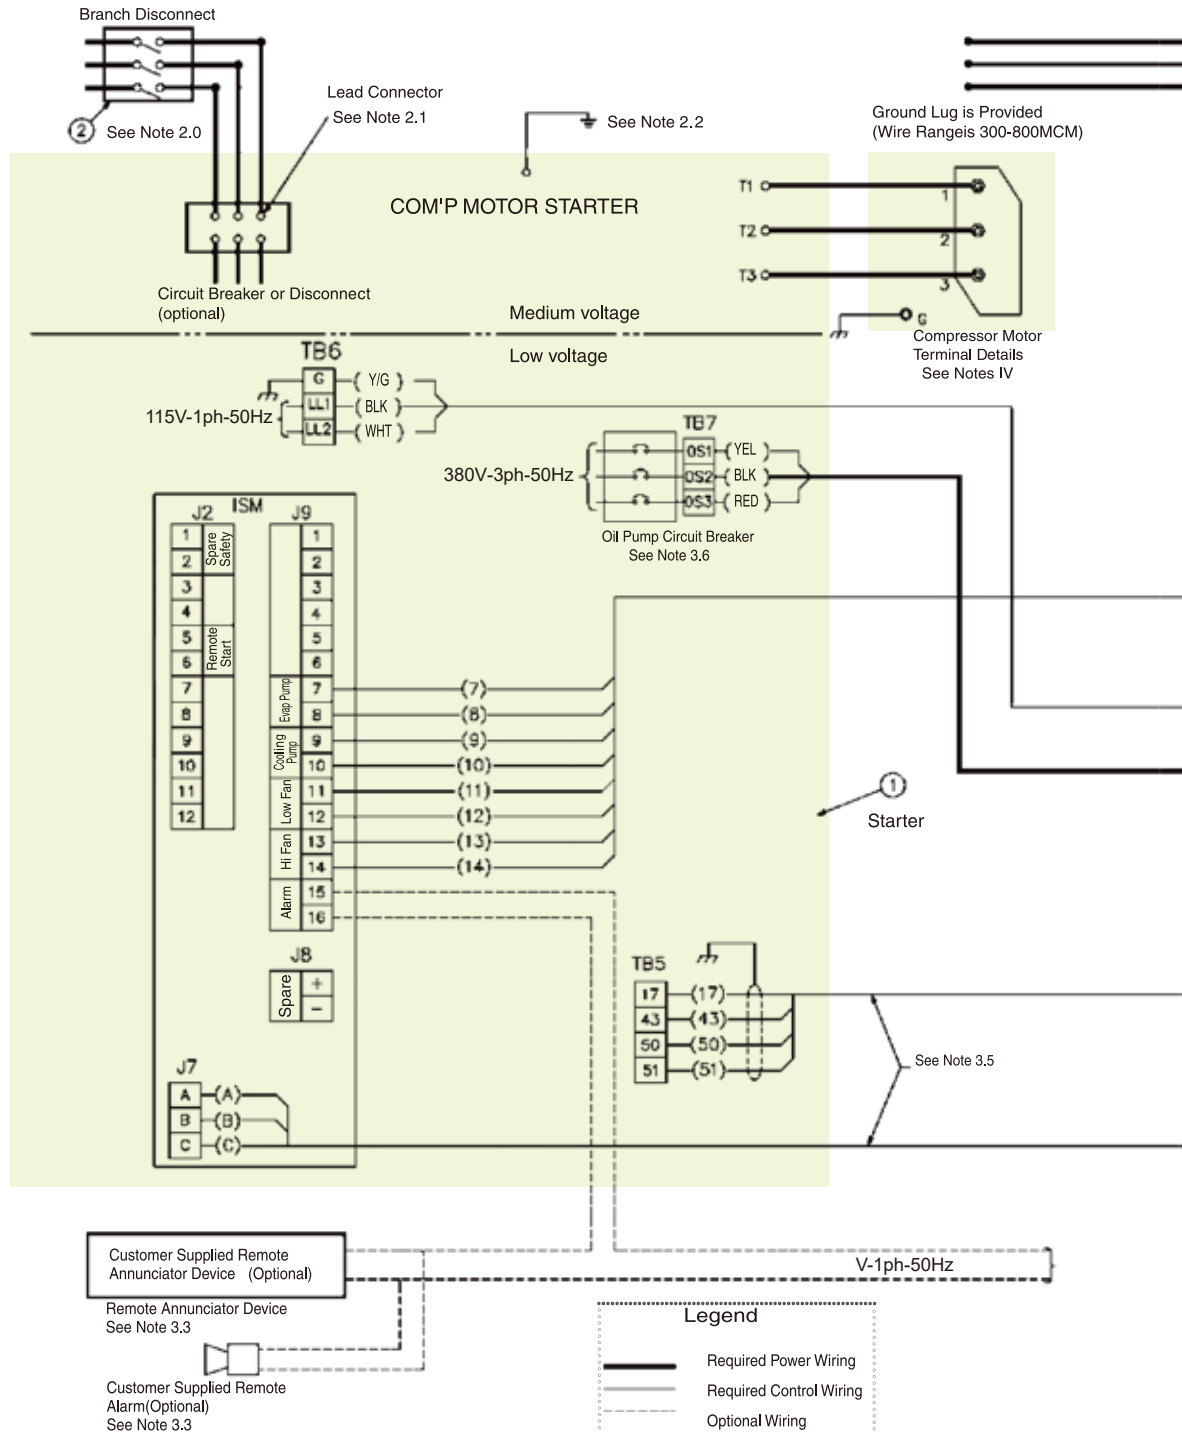 Branch Disconnect
2
See Note 2.0
Lead Connector
See Note 2.1
See Note 2.2
Ground Lug is Provided
(Wire Rangeis 300-800MCM)
COM'P MOTOR STARTER
T1
1
T2
2
T3
3
G
Circuit Breaker or Disconnect
(optional)
Medium voltage
Low voltage
Compressor Motor
Terminal Details
See Notes IV
TB6
G ( Y/G )
LL1 ( BLK )
LL2 ( WHT )
115V-1ph-50Hz
TB7
OS1 ( YEL )
OS2 ( BLK )
OS3 ( RED )
380V-3ph-50Hz
Oil Pump Circuit Breaker
See Note 3.6
ISM
J2
1
2
3
4
5
6
7
8
9
10
11
12
Spare
Safety
Remote
Start
J9
1
2
3
4
5
6
7
8
9
10
11
12
13
14
15
16
Evap Pump
Cooling
Pump
Low Fan
Hi Fan
Alarm
(7)
(8)
(9)
(10)
(11)
(12)
(13)
(14)
1
Starter
J8
Spare
+
−
TB5
17 (17)
43 (43)
50 (50)
51 (51)
See Note 3.5
J7
A (A)
B (B)
C (C)
Customer Supplied Remote
Annunciator Device (Optional)
Remote Annunciator Device
See Note 3.3
V-1ph-50Hz
Customer Supplied Remote
Alarm(Optional)
See Note 3.3
Legend
Required Power Wiring
Required Control Wiring
Optional Wiring